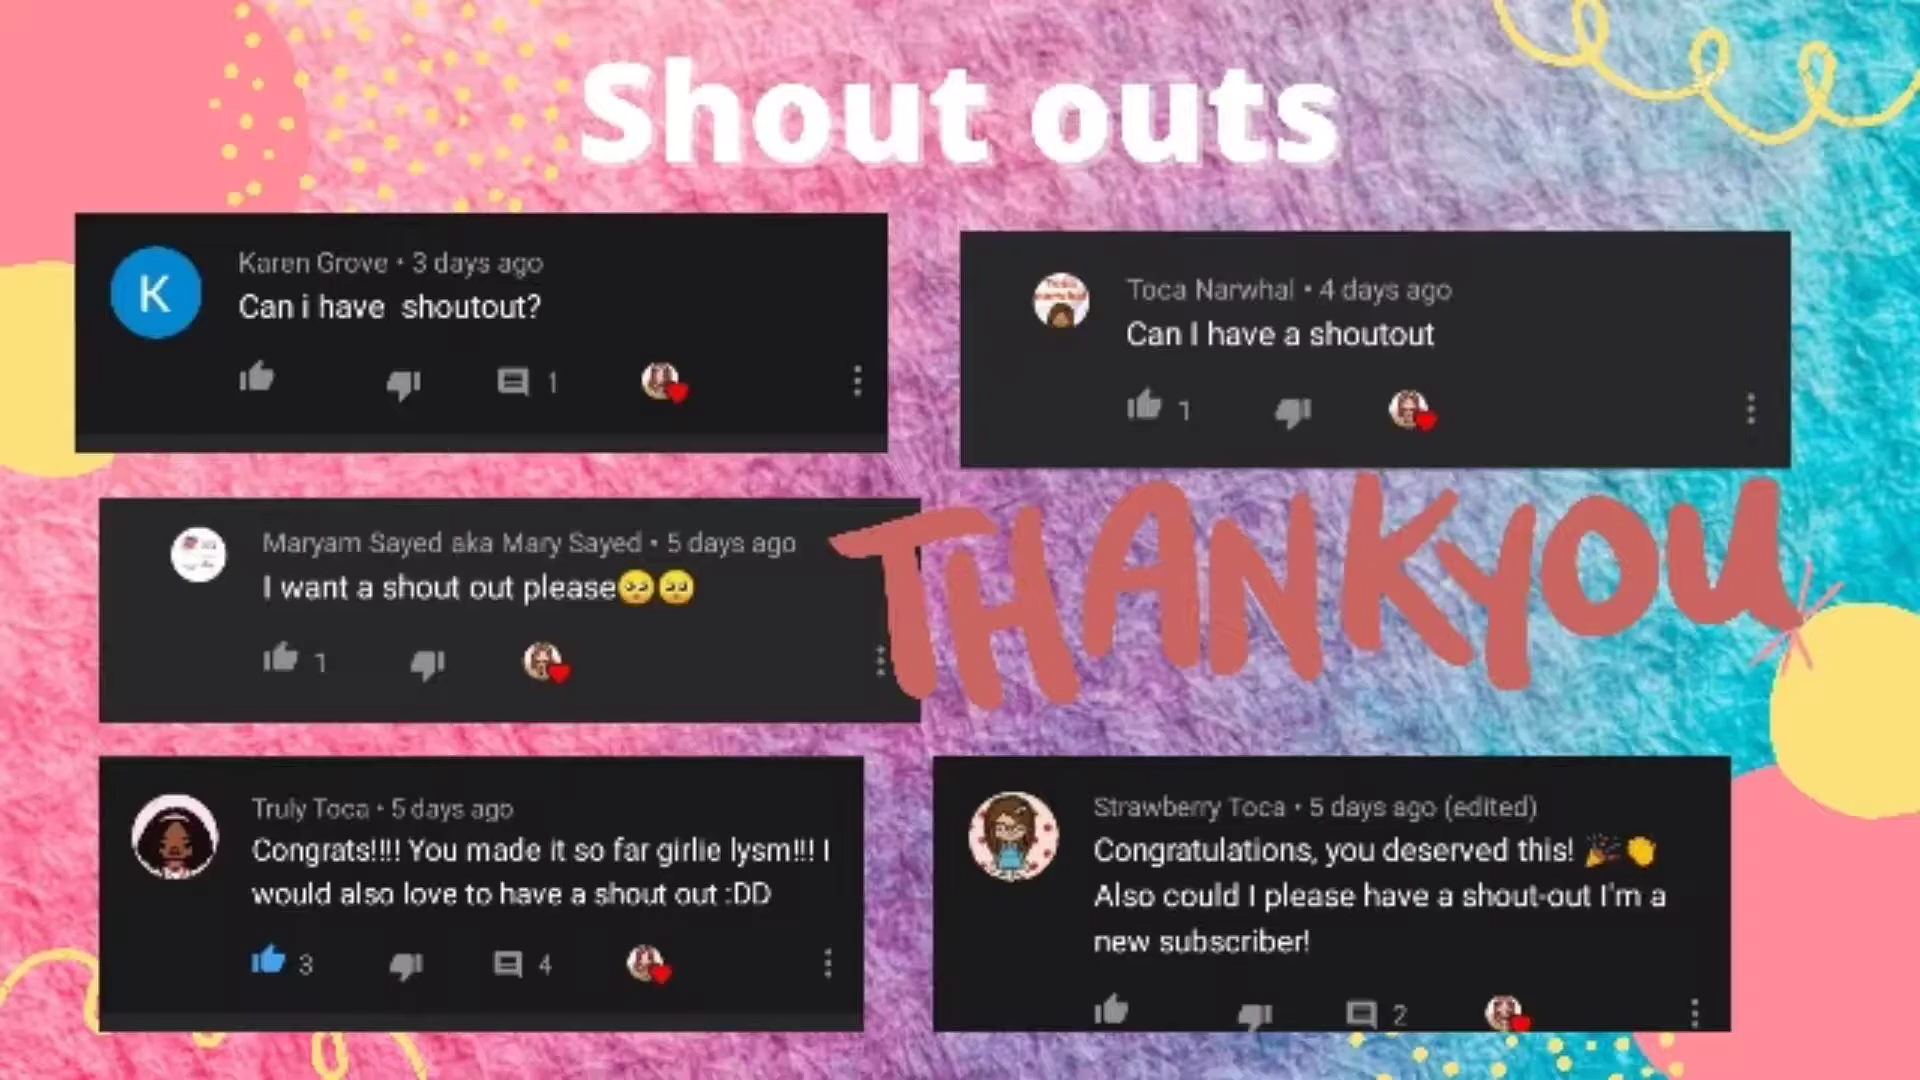 Shout outs
K
Karen Grove • 3 days ago
Can i have shoutout?
1
Toca Narwhal • 4 days ago
Can I have a shoutout
1
Maryam Sayed aka Mary Sayed • 5 days ago
I want a shout out please🥺🥺
1
THANKYOU
Truly Toca • 5 days ago
Congrats!!!! You made it so far girlie lysm!!! I
would also love to have a shout out :DD
3 4
Strawberry Toca • 5 days ago (edited)
Congratulations, you deserved this! 🎉👏
Also could I please have a shout-out I'm a
new subscriber!
2